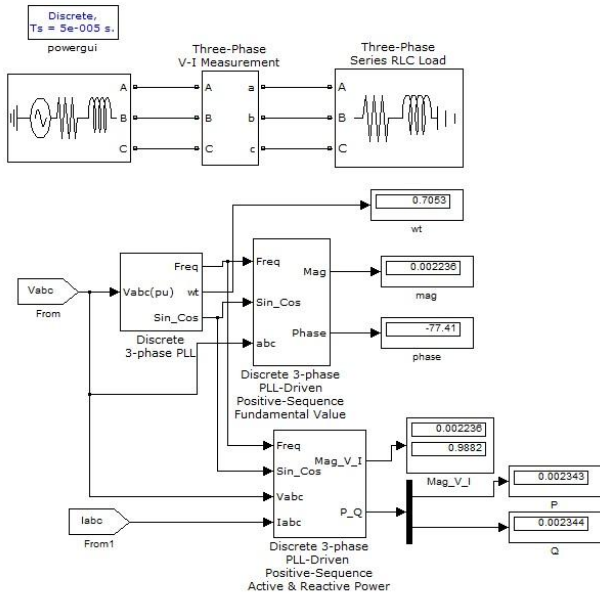 Discrete,
Ts = 5e-005 s.
powergui
Three-Phase
V-I Measurement
Three-Phase
Series RLC Load
A
B
C
A
B
C
a
b
c
A
B
C
0.7053
wt
Vabc
From
Vabc(pu)
Freq
wt
Sin_Cos
Discrete
3-phase PLL
Freq
Sin_Cos
abc
Mag
Phase
Discrete 3-phase
PLL-Driven
Positive-Sequence
Fundamental Value
0.002236
mag
-77.41
phase
Iabc
From1
Freq
Sin_Cos
Vabc
Iabc
Mag_V_I
P_Q
Discrete 3-phase
PLL-Driven
Positive-Sequence
Active & Reactive Power
0.002236
0.9882
Mag_V_I
0.002343
P
0.002344
Q